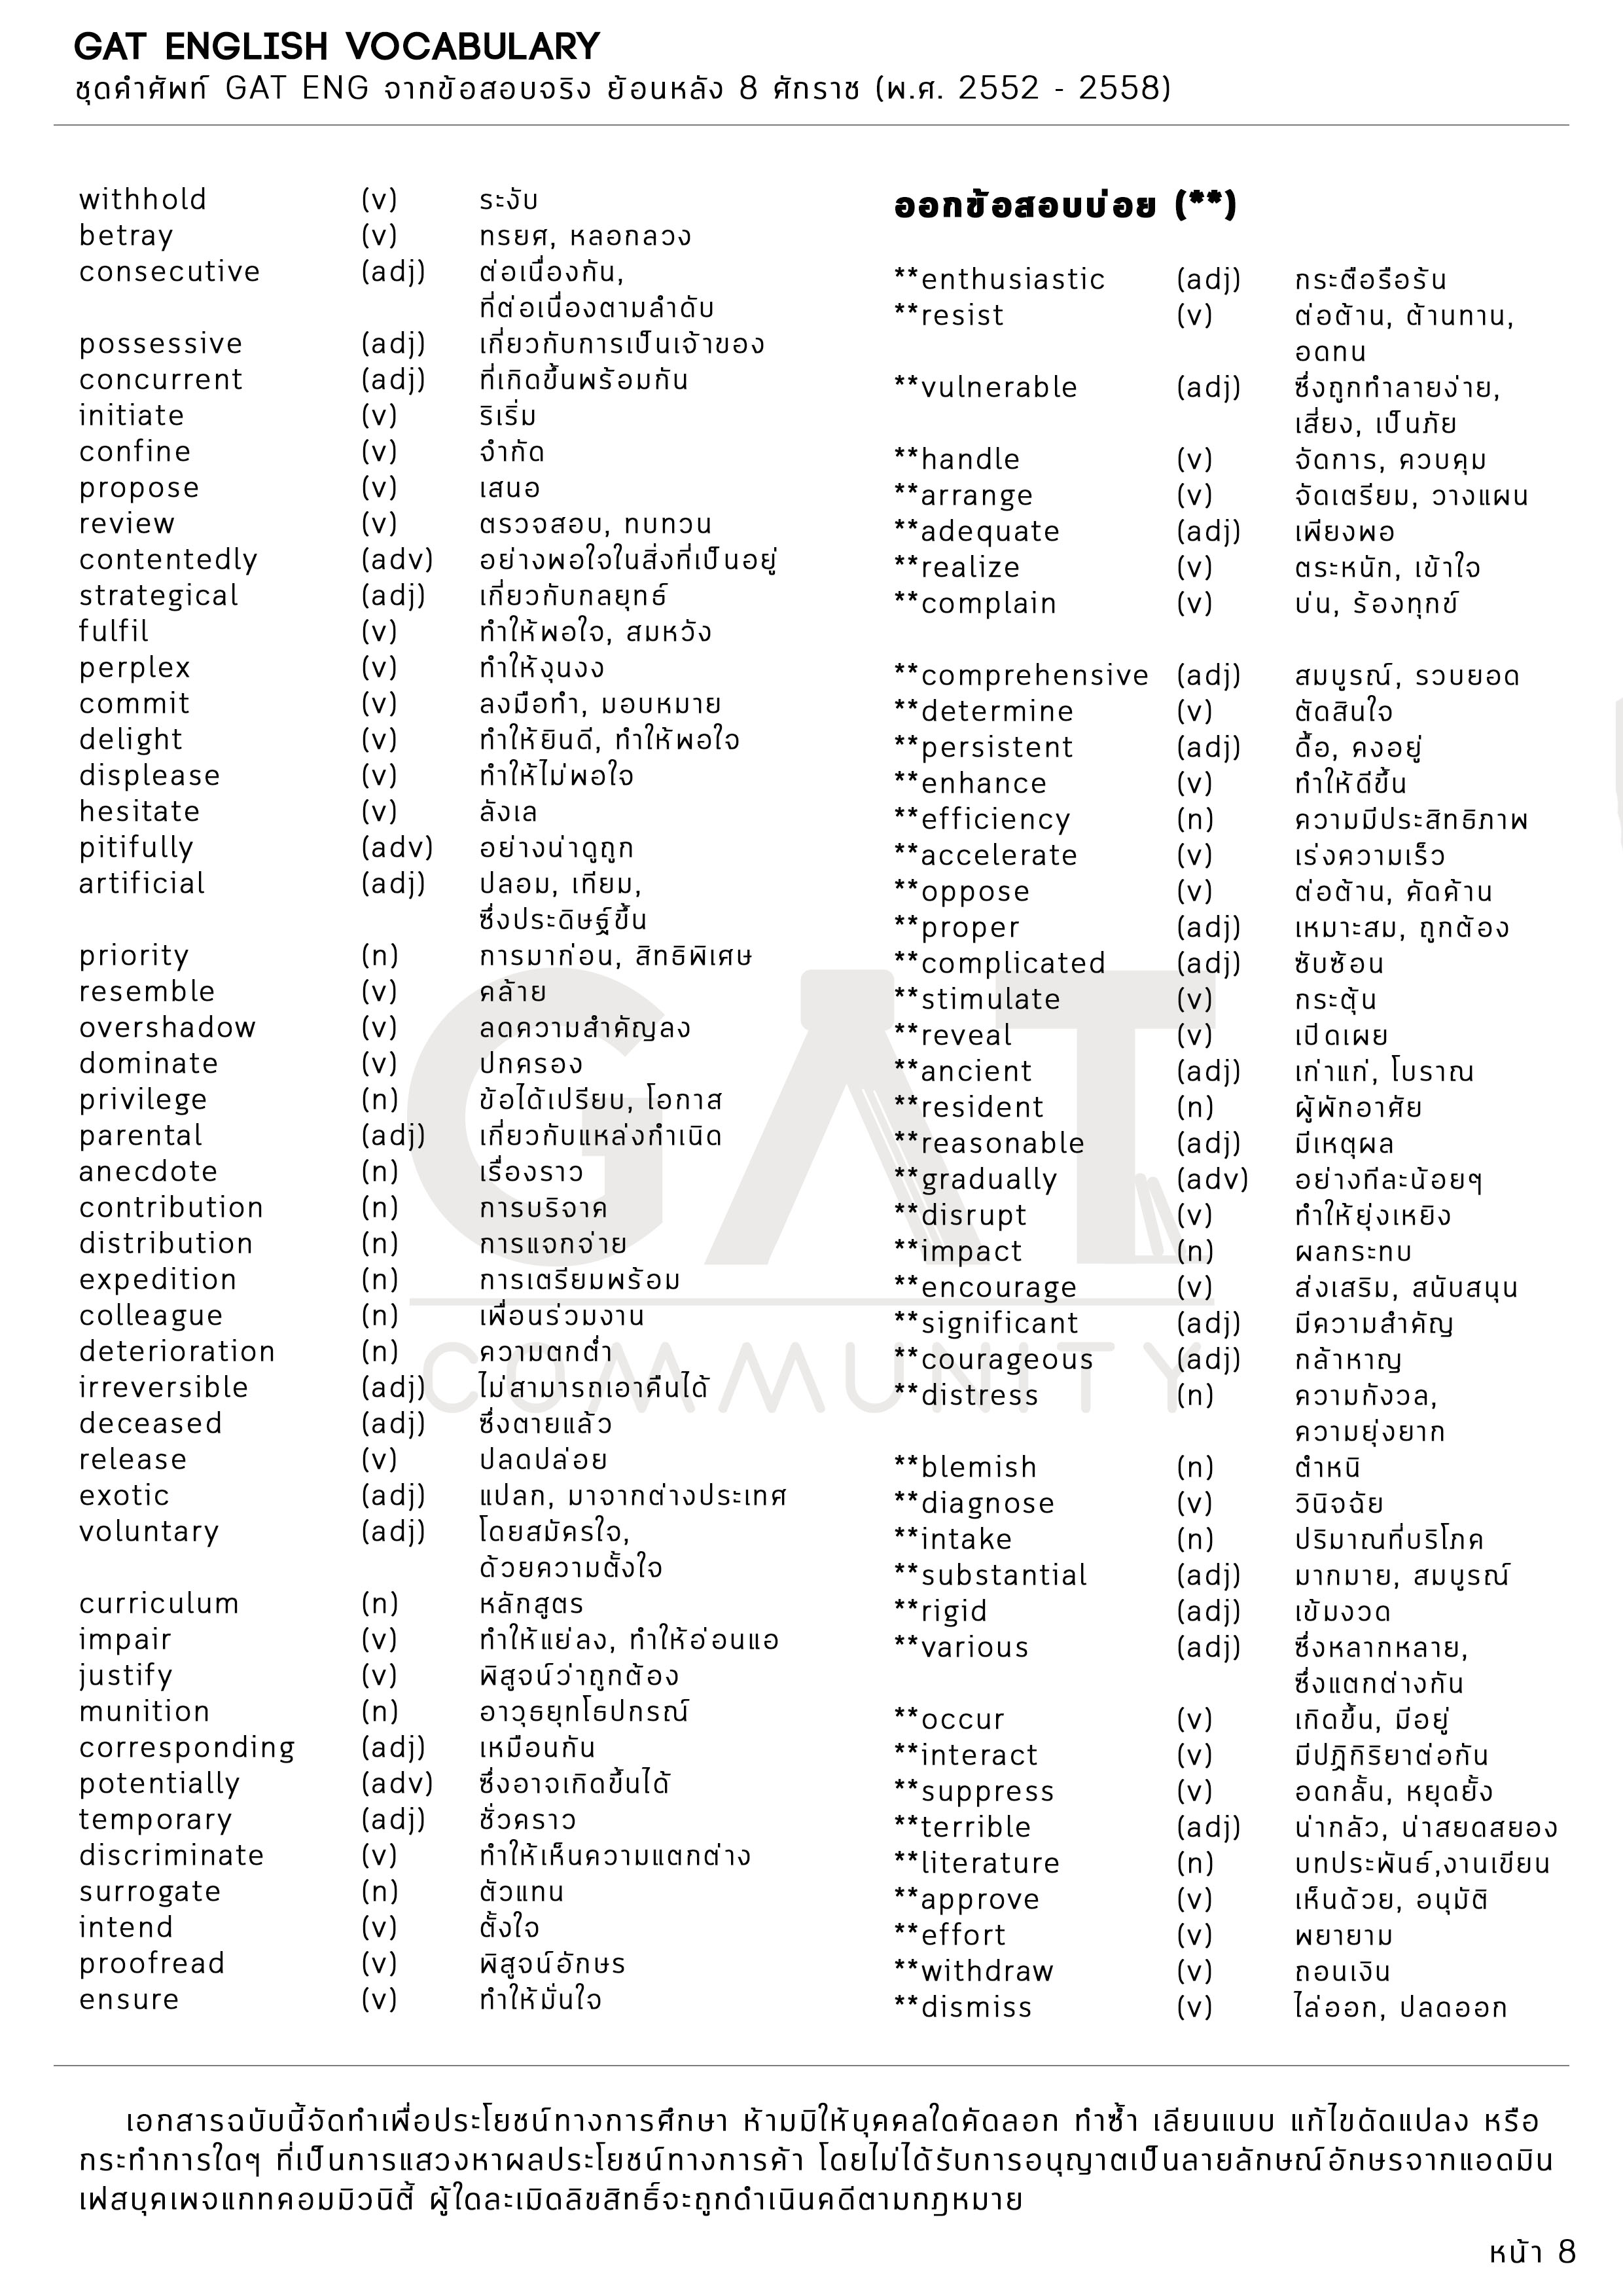 GAT ENGLISH VOCABULARY
ชุดคำศัพท์ GAT ENG จากข้อสอบจริง ย้อนหลัง 8 ศักราช (พ.ศ. 2552 - 2558)
withhold (v) ระงับ
betray (v) ทรยศ, หลอกลวง
consecutive (adj) ต่อเนื่องกัน,
ที่ต่อเนื่องตามลำดับ
possessive (adj) เกี่ยวกับการเป็นเจ้าของ
concurrent (adj) ที่เกิดขึ้นพร้อมกัน
initiate (v) ริเริ่ม
confine (v) จำกัด
propose (v) เสนอ
review (v) ตรวจสอบ, ทบทวน
contentedly (adv) อย่างพอใจในสิ่งที่เป็นอยู่
strategical (adj) เกี่ยวกับกลยุทธ์
fulfil (v) ทำให้พอใจ, สมหวัง
perplex (v) ทำให้งุนงง
commit (v) ลงมือทำ, มอบหมาย
delight (v) ทำให้ยินดี, ทำให้พอใจ
displease (v) ทำให้ไม่พอใจ
hesitate (v) ลังเล
pitifully (adv) อย่างน่าดูถูก
artificial (adj) ปลอม, เทียม,
ซึ่งประดิษฐ์ขึ้น
priority (n) การมาก่อน, สิทธิพิเศษ
resemble (v) คล้าย
overshadow (v) ลดความสำคัญลง
dominate (v) ปกครอง
privilege (n) ข้อได้เปรียบ, โอกาส
parental (adj) เกี่ยวกับแหล่งกำเนิด
anecdote (n) เรื่องราว
contribution (n) การบริจาค
distribution (n) การแจกจ่าย
expedition (n) การเตรียมพร้อม
colleague (n) เพื่อนร่วมงาน
deterioration (n) ความตกต่ำ
irreversible (adj) ไม่สามารถเอาคืนได้
deceased (adj) ซึ่งตายแล้ว
release (v) ปลดปล่อย
exotic (adj) แปลก, มาจากต่างประเทศ
voluntary (adj) โดยสมัครใจ,
ด้วยความตั้งใจ
curriculum (n) หลักสูตร
impair (v) ทำให้แย่ลง, ทำให้อ่อนแอ
justify (v) พิสูจน์ว่าถูกต้อง
munition (n) อาวุธยุทโธปกรณ์
corresponding (adj) เหมือนกัน
potentially (adv) ซึ่งอาจเกิดขึ้นได้
temporary (adj) ชั่วคราว
discriminate (v) ทำให้เห็นความแตกต่าง
surrogate (n) ตัวแทน
intend (v) ตั้งใจ
proofread (v) พิสูจน์อักษร
ensure (v) ทำให้มั่นใจ
ออกข้อสอบบ่อย (**)
**enthusiastic (adj) กระตือรือร้น
**resist (v) ต่อต้าน, ต้านทาน,
อดทน
**vulnerable (adj) ซึ่งถูกทำลายง่าย,
เสี่ยง, เป็นภัย
**handle (v) จัดการ, ควบคุม
**arrange (v) จัดเตรียม, วางแผน
**adequate (adj) เพียงพอ
**realize (v) ตระหนัก, เข้าใจ
**complain (v) บ่น, ร้องทุกข์
**comprehensive (adj) สมบูรณ์, รวบยอด
**determine (v) ตัดสินใจ
**persistent (adj) ดื้อ, คงอยู่
**enhance (v) ทำให้ดีขึ้น
**efficiency (n) ความมีประสิทธิภาพ
**accelerate (v) เร่งความเร็ว
**oppose (v) ต่อต้าน, คัดค้าน
**proper (adj) เหมาะสม, ถูกต้อง
**complicated (adj) ซับซ้อน
**stimulate (v) กระตุ้น
**reveal (v) เปิดเผย
**ancient (adj) เก่าแก่, โบราณ
**resident (n) ผู้พักอาศัย
**reasonable (adj) มีเหตุผล
**gradually (adv) อย่างทีละน้อยๆ
**disrupt (v) ทำให้ยุ่งเหยิง
**impact (n) ผลกระทบ
**encourage (v) ส่งเสริม, สนับสนุน
**significant (adj) มีความสำคัญ
**courageous (adj) กล้าหาญ
**distress (n) ความกังวล,
ความยุ่งยาก
**blemish (n) ตำหนิ
**diagnose (v) วินิจฉัย
**intake (n) ปริมาณที่บริโภค
**substantial (adj) มากมาย, สมบูรณ์
**rigid (adj) เข้มงวด
**various (adj) ซึ่งหลากหลาย,
ซึ่งแตกต่างกัน
**occur (v) เกิดขึ้น, มีอยู่
**interact (v) มีปฏิกิริยาต่อกัน
**suppress (v) อดกลั้น, หยุดยั้ง
**terrible (adj) น่ากลัว, น่าสยดสยอง
**literature (n) บทประพันธ์,งานเขียน
**approve (v) เห็นด้วย, อนุมัติ
**effort (v) พยายาม
**withdraw (v) ถอนเงิน
**dismiss (v) ไล่ออก, ปลดออก
GAT
COMMUNITY
เอกสารฉบับนี้จัดทำเพื่อประโยชน์ทางการศึกษา ห้ามมิให้บุคคลใดคัดลอก ทำซ้ำ เลียนแบบ แก้ไขดัดแปลง หรือ
กระทำการใดๆ ที่เป็นการแสวงหาผลประโยชน์ทางการค้า โดยไม่ได้รับการอนุญาตเป็นลายลักษณ์อักษรจากแอดมิน
เฟสบุคเพจแกทคอมมิวนิตี้ ผู้ใดละเมิดลิขสิทธิ์จะถูกดำเนินคดีตามกฎหมาย
หน้า 8